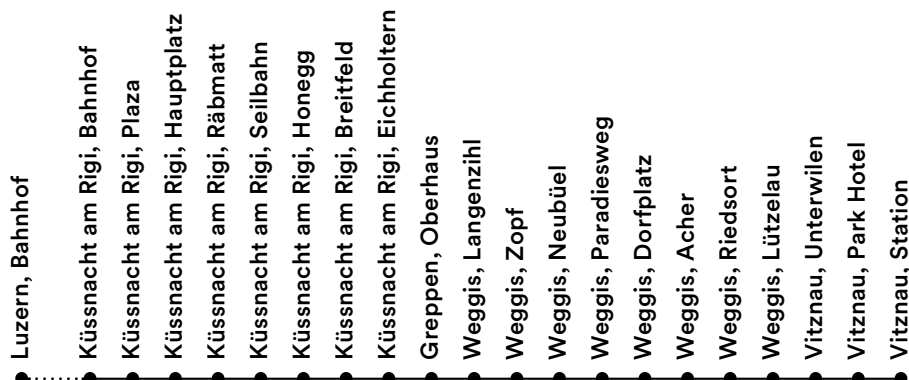 Luzern, Bahnhof
Küssnacht am Rigi, Bahnhof
Küssnacht am Rigi, Plaza
Küssnacht am Rigi, Hauptplatz
Küssnacht am Rigi, Räbmatt
Küssnacht am Rigi, Seilbahn
Küssnacht am Rigi, Honegg
Küssnacht am Rigi, Breitfeld
Küssnacht am Rigi, Eichholtern
Greppen, Oberhaus
Weggis, Langenzihl
Weggis, Zopf
Weggis, Neubüel
Weggis, Paradiesweg
Weggis, Dorfplatz
Weggis, Acher
Weggis, Riedsort
Weggis, Lützelau
Vitznau, Unterwilen
Vitznau, Park Hotel
Vitznau, Station